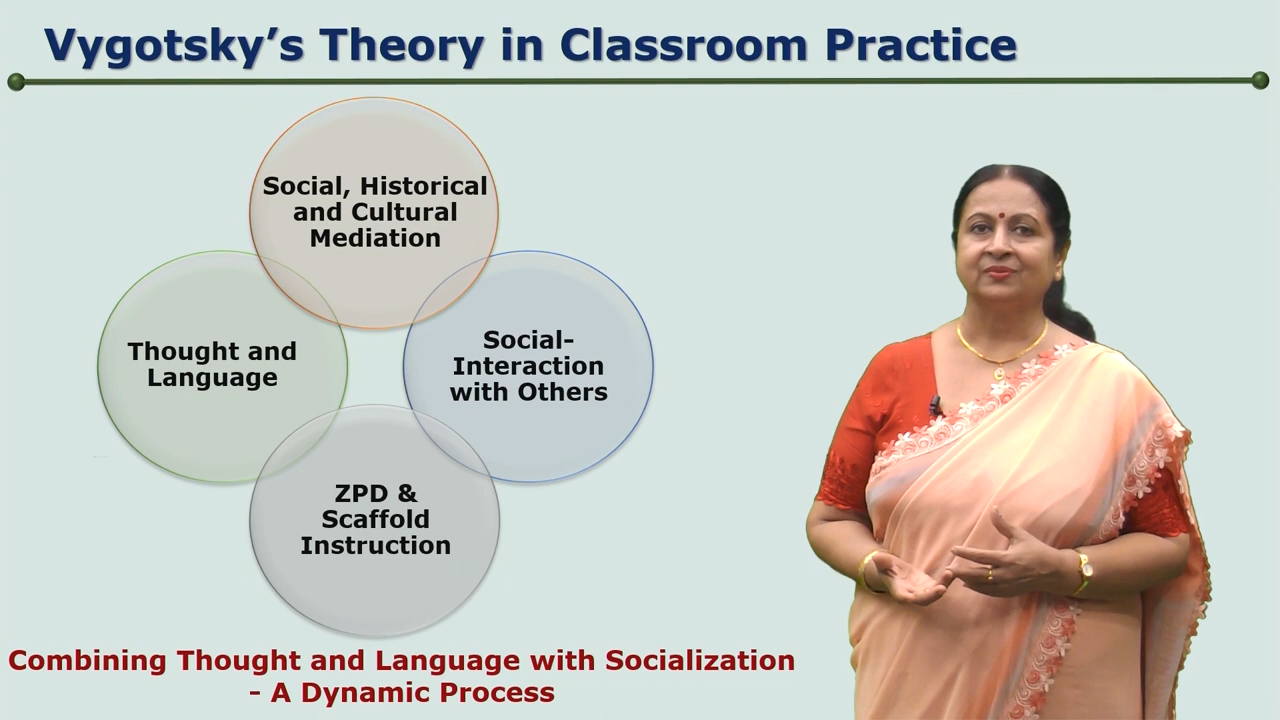 Vygotsky’s Theory in Classroom Practice
Social, Historical
and Cultural
Mediation
Thought and
Language
Social-
Interaction
with Others
ZPD &
Scaffold
Instruction
Combining Thought and Language with Socialization
- A Dynamic Process